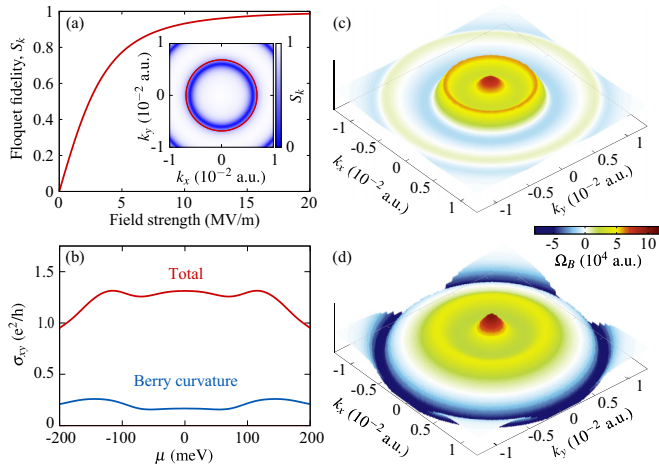 (a)
Floquet fidelity, S_k
1
0.8
0.6
0.4
0.2
0
0 5 10 15 20
Field strength (MV/m)
k_y (10^{-2} a.u.)
1
0
-1
-1 0 1
k_x (10^{-2} a.u.)
1
0
S_k
(b)
σ_{xy} (e^2/h)
1.5
1.0
0.5
0
Total
Berry curvature
-200 -100 0 100 200
μ (meV)
(c)
-1
-0.5
0
0.5
1
k_x (10^{-2} a.u.)
-1
-0.5
0
0.5
1
k_y (10^{-2} a.u.)
-5 0 5 10
Ω_B (10^4 a.u.)
(d)
-1
-0.5
0
0.5
1
k_x (10^{-2} a.u.)
-1
-0.5
0
0.5
1
k_y (10^{-2} a.u.)